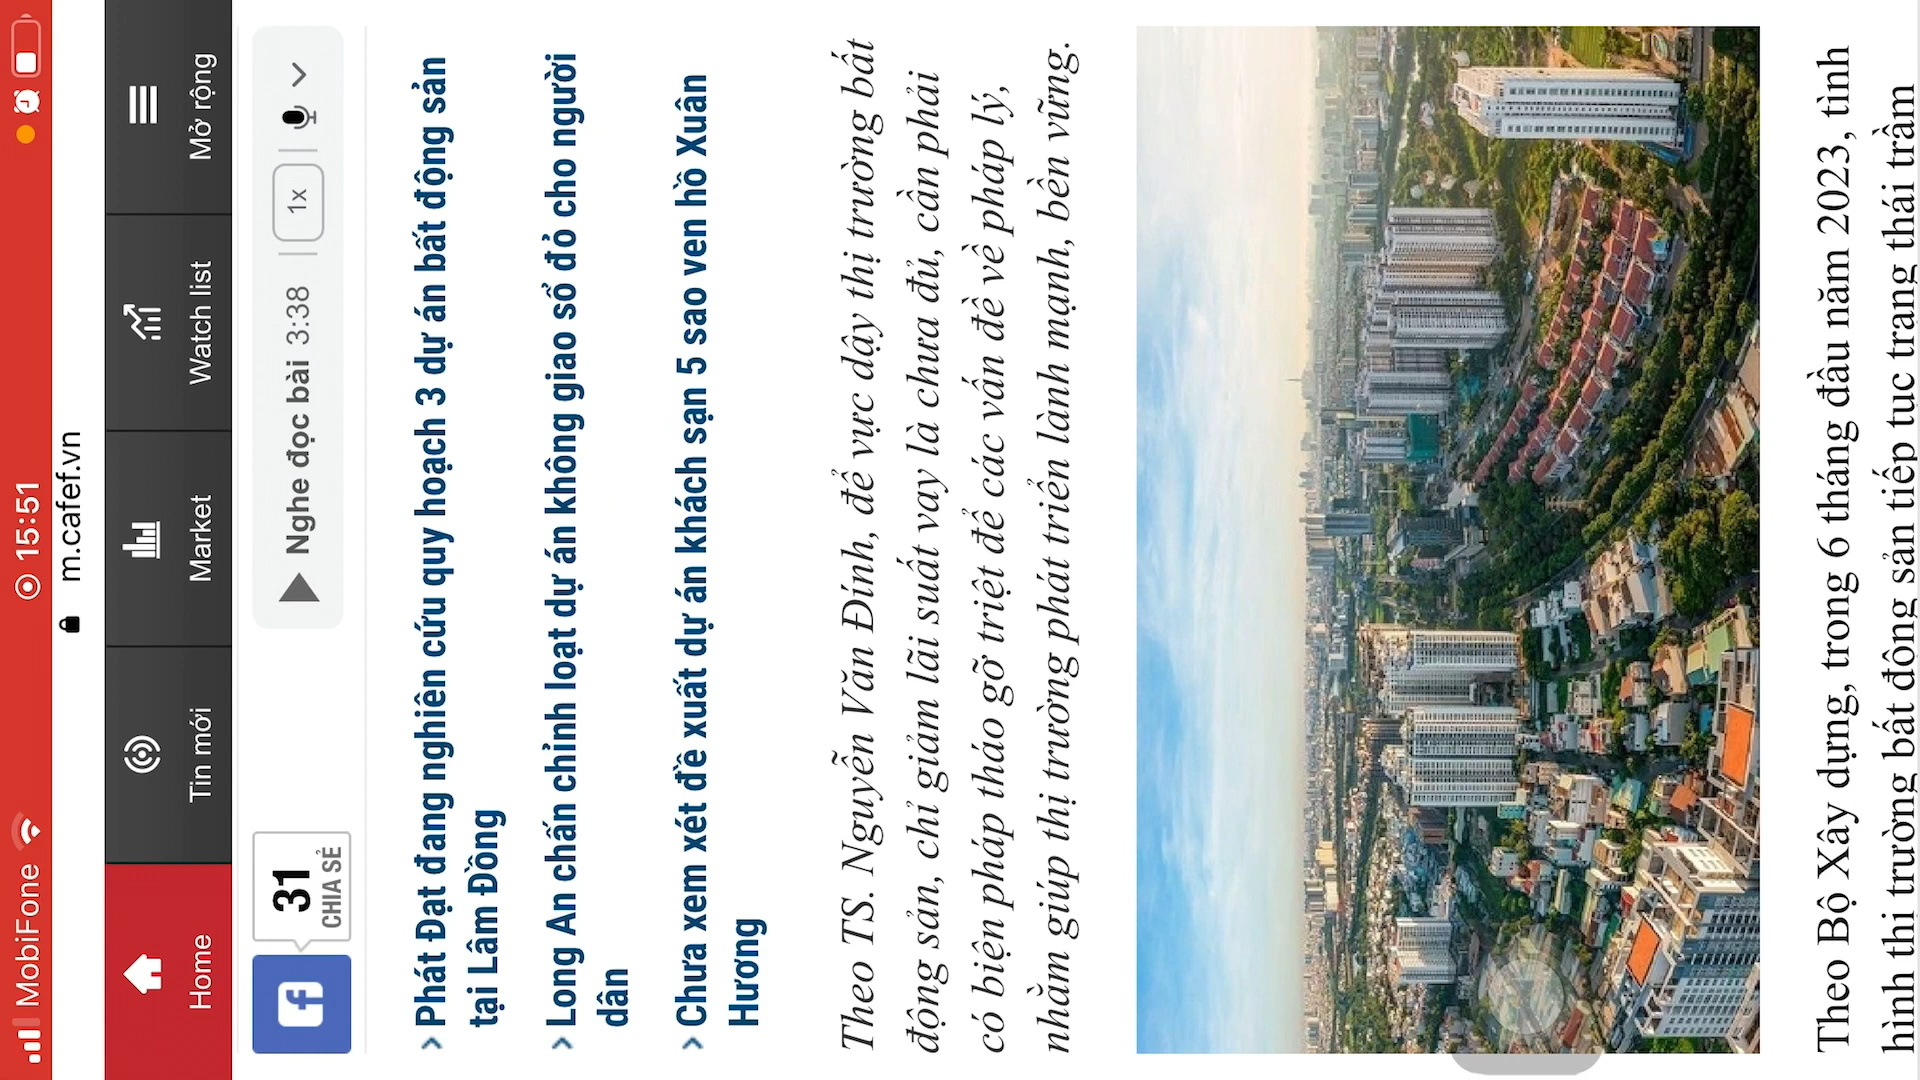 MobiFone
15:51
m.cafef.vn
Home
Tin mới
Market
Watch list
Mở rộng
31
CHIA SẺ
Nghe đọc bài 3:38
1x
Phát Đạt đang nghiên cứu quy hoạch 3 dự án bất động sản
tại Lâm Đồng
Long An chấn chỉnh loạt dự án không giao sổ đỏ cho người
dân
Chưa xem xét đề xuất dự án khách sạn 5 sao ven hồ Xuân
Hương
Theo TS. Nguyễn Văn Đính, để vực dậy thị trường bất
động sản, chỉ giảm lãi suất vay là chưa đủ, cần phải
có biện pháp tháo gỡ triệt để các vấn đề về pháp lý,
nhằm giúp thị trường phát triển lành mạnh, bền vững.
Theo Bộ Xây dựng, trong 6 tháng đầu năm 2023, tình
hình thị trường bất động sản tiếp tục trạng thái trầm